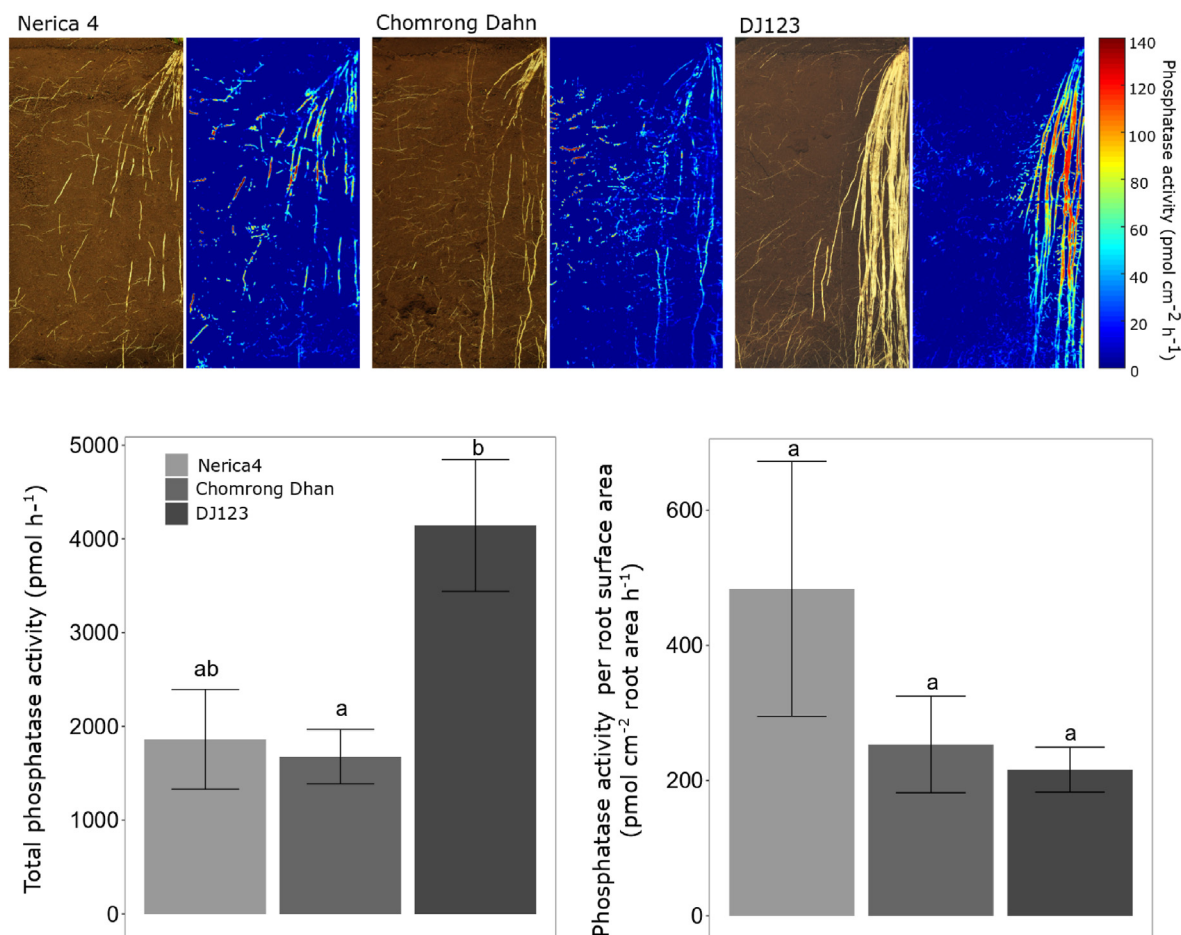 Nerica 4
Chomrong Dahn
DJ123
140
120
100
80
60
40
20
0
Phosphatase activity (pmol cm⁻² h⁻¹)
5000
4000
3000
2000
1000
0
Total phosphatase activity (pmol h-¹)
Nerica4
Chomrong Dhan
DJ123
ab
a
b
600
400
200
0
Phosphatase activity per root surface area
(pmol cm⁻² root area h⁻¹)
a
a
a